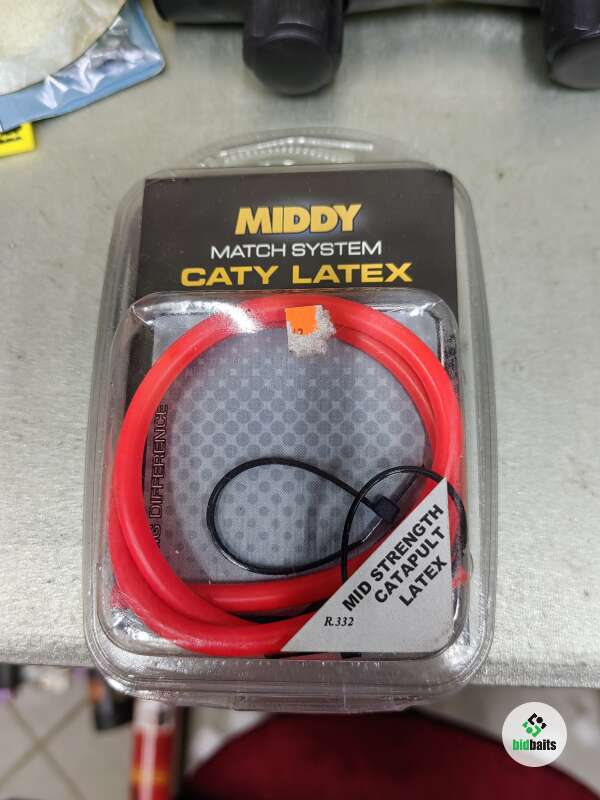 MIDDY
MATCH SYSTEM
CATY LATEX
DIFFERENCE
MID STRENGTH
CATAPULT
LATEX
R.332
bidbaits